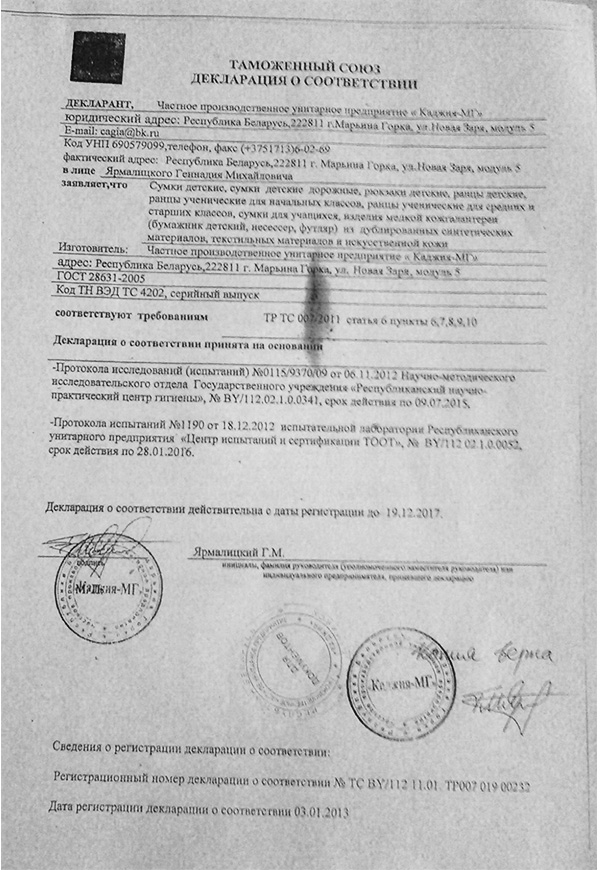 ТАМОЖЕННЫЙ СОЮЗ
ДЕКЛАРАЦИЯ О СООТВЕТСТВИИ
ДЕКЛАРАНТ, Частное производственное унитарное предприятие « Каджия-МГ»
юридический адрес: Республика Беларусь,222811 г.Марьина Горка, ул.Новая Заря, модуль 5
E-mail: cagia@bk.ru
Код УНП 690579099,телефон, факс (+3751713)6-02-69
фактический адрес: Республика Беларусь,222811 г. Марьина Горка, ул.Новая Заря, модуль 5
в лице Ярмалицкого Геннадия Михайловича
заявляет,что Сумки детские, сумки детские дорожные, рюкзаки детские, ранцы детские,
ранцы ученические для начальных классов, ранцы ученические для средних и
старших классов, сумки для учащихся, изделия мелкой кожгалантереи
(бумажник детский, несессер, футляр) из дублированных синтетических
материалов, текстильных материалов и искусственной кожи
Изготовитель: Частное производственное унитарное предприятие « Каджия-МГ»
адрес: Республика Беларусь,222811 г. Марьина Горка, ул. Новая Заря, модуль 5
ГОСТ 28631-2005
Код ТН ВЭД ТС 4202, серийный выпуск
соответствуют требованиям ТР ТС 007/2011 статья 6 пункты 6,7,8,9,10
Декларация о соответствии принята на основании
-Протокола исследований (испытаний) №0115/9370/09 от 06.11.2012 Научно-методического
исследовательского отдела Государственного учреждения «Республиканский научно-
практический центр гигиены», № BY/112.02.1.0.0341, срок действия по 09.07.2015.
-Протокола испытаний №1190 от 18.12.2012 испытательной лаборатории Республиканского
унитарного предприятия «Центр испытаний и сертификации ТООТ», № BY/112 02.1.0.0052,
срок действия по 28.01.2016.
Декларация о соответствии действительна с даты регистрации до 19.12.2017.
Ярмалицкий Г.М.
подпись
инициалы, фамилия руководителя (уполномоченного заместителя руководителя) или
индивидуального предпринимателя, принявшего декларацию
«Каджия-МГ»
Для документов
Копия верна
«Каджия-МГ»
Сведения о регистрации декларации о соответствии:
Регистрационный номер декларации о соответствии № ТС BY/112 11.01. ТР007 019 00232
Дата регистрации декларации о соответствии 03.01.2013